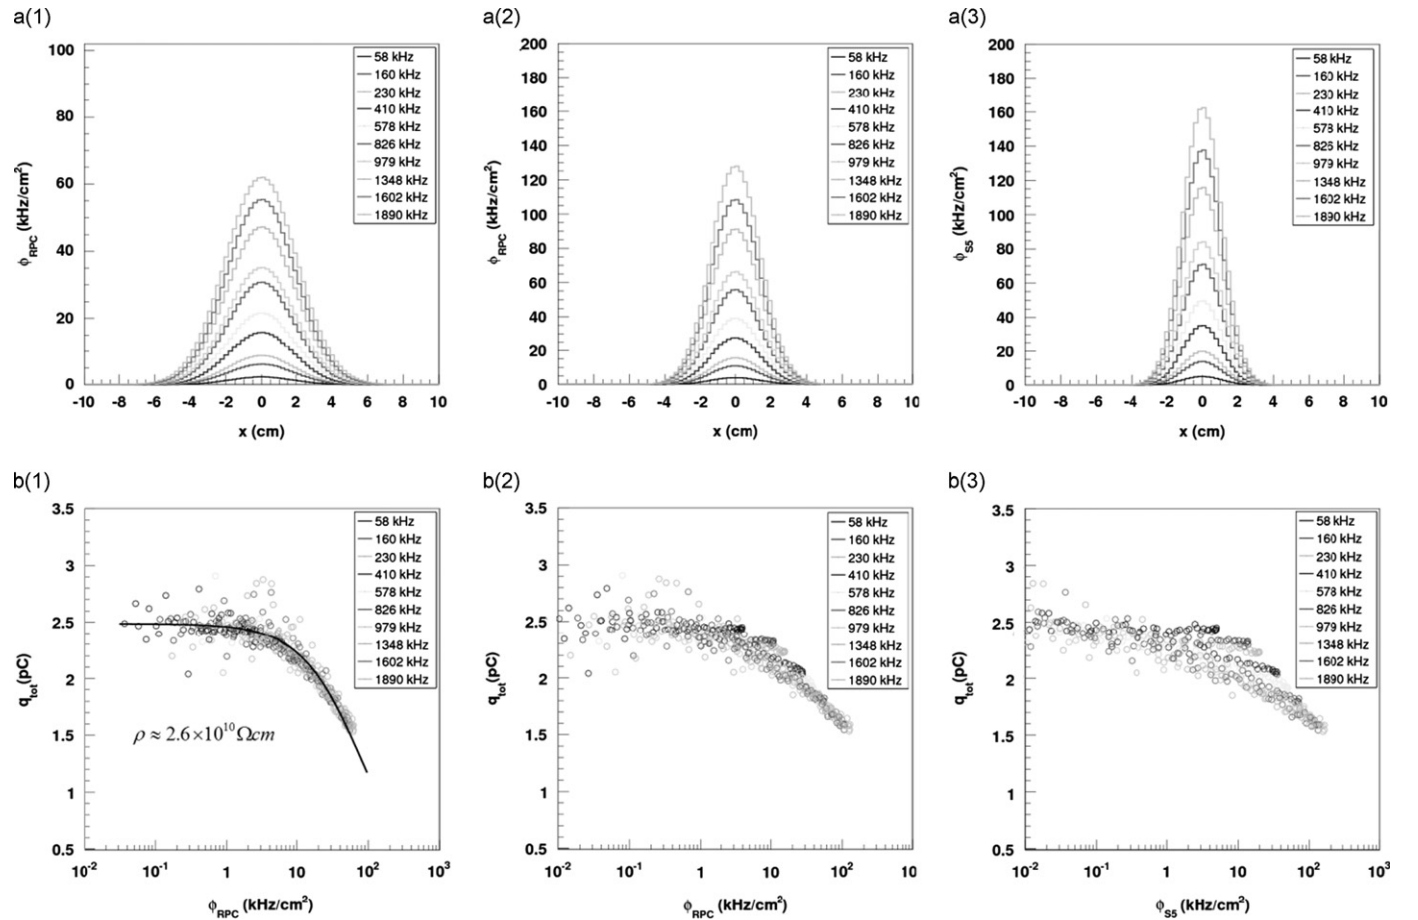 a(1)
a(2)
a(3)
100
80
60
40
20
0
ϕRPC (kHz/cm²)
58 kHz
160 kHz
230 kHz
410 kHz
578 kHz
826 kHz
979 kHz
1348 kHz
1602 kHz
1890 kHz
-10 -8 -6 -4 -2 0 2 4 6 8 10
x (cm)
200
180
160
140
120
100
80
60
40
20
0
ϕRPC (kHz/cm²)
58 kHz
160 kHz
230 kHz
410 kHz
578 kHz
826 kHz
979 kHz
1348 kHz
1602 kHz
1890 kHz
-10 -8 -6 -4 -2 0 2 4 6 8 10
x (cm)
200
180
160
140
120
100
80
60
40
20
0
ϕS5 (kHz/cm²)
58 kHz
160 kHz
230 kHz
410 kHz
578 kHz
826 kHz
979 kHz
1348 kHz
1602 kHz
1890 kHz
-10 -8 -6 -4 -2 0 2 4 6 8 10
x (cm)
b(1)
b(2)
b(3)
3.5
3
2.5
2
1.5
1
0.5
qtot(pC)
58 kHz
160 kHz
230 kHz
410 kHz
578 kHz
826 kHz
979 kHz
1348 kHz
1602 kHz
1890 kHz
ρ ≈ 2.6×10¹⁰ Ωcm
10⁻² 10⁻¹ 1 10 10² 10³
ϕRPC (kHz/cm²)
3.5
3
2.5
2
1.5
1
0.5
qtot(pC)
58 kHz
160 kHz
230 kHz
410 kHz
578 kHz
826 kHz
979 kHz
1348 kHz
1602 kHz
1890 kHz
10⁻² 10⁻¹ 1 10 10² 10
ϕRPC (kHz/cm²)
3.5
3
2.5
2
1.5
1
0.5
qtot(pC)
58 kHz
160 kHz
230 kHz
410 kHz
578 kHz
826 kHz
979 kHz
1348 kHz
1602 kHz
1890 kHz
10⁻² 10⁻¹ 1 10 10² 10³
ϕS5 (kHz/cm²)